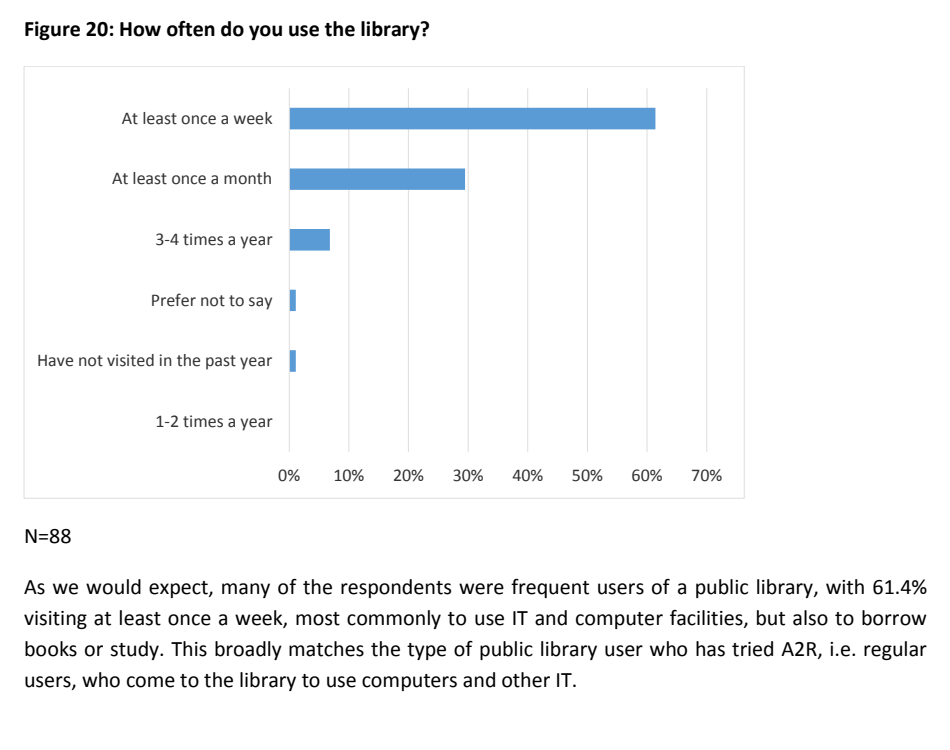 Figure 20: How often do you use the library?
At least once a week
At least once a month
3-4 times a year
Prefer not to say
Have not visited in the past year
1-2 times a year
0% 10% 20% 30% 40% 50% 60% 70%
N=88
As we would expect, many of the respondents were frequent users of a public library, with 61.4%
visiting at least once a week, most commonly to use IT and computer facilities, but also to borrow
books or study. This broadly matches the type of public library user who has tried A2R, i.e. regular
users, who come to the library to use computers and other IT.